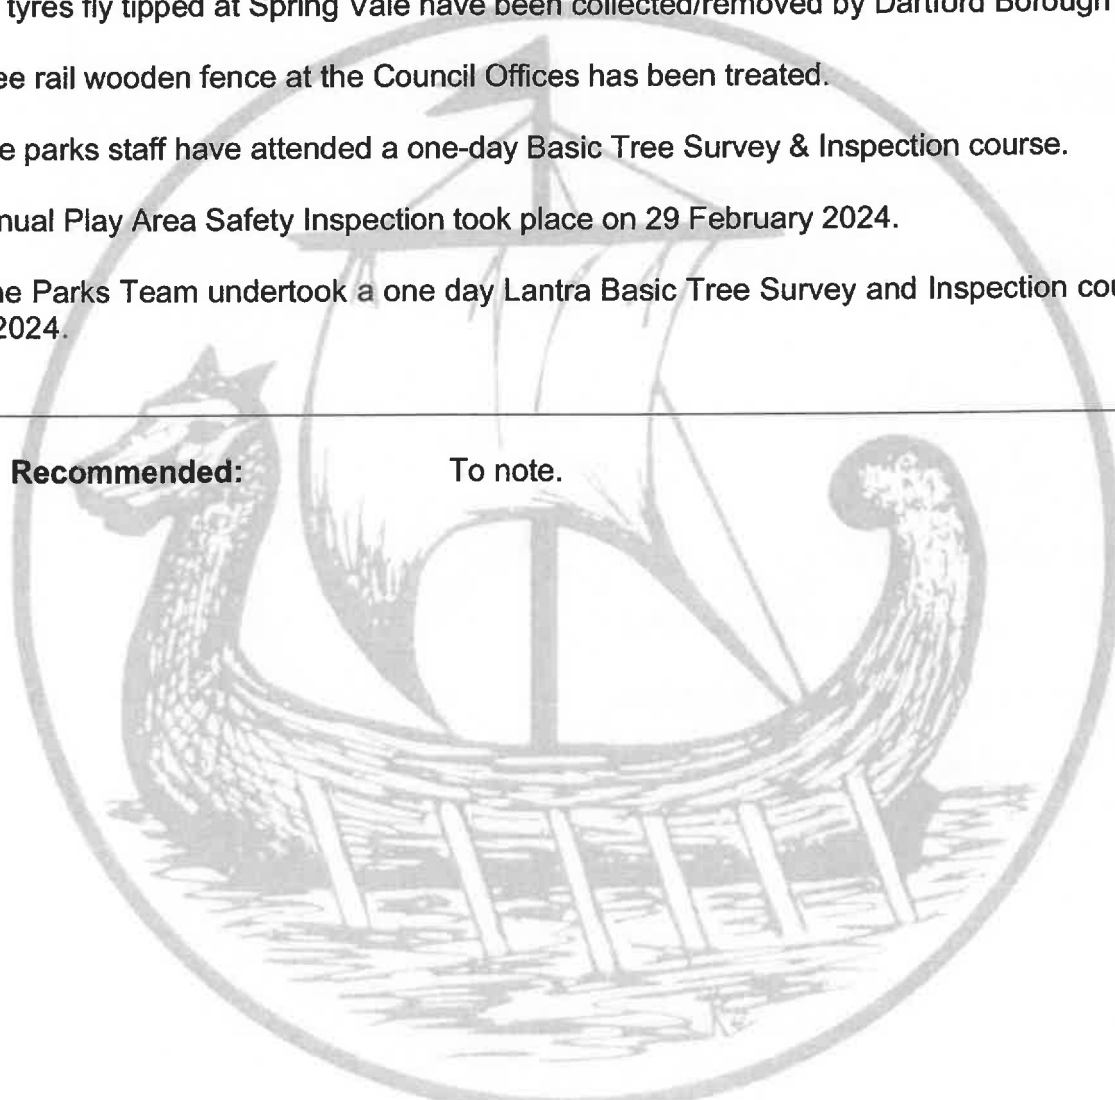 tyres fly tipped at Spring Vale have been collected/removed by Dartford Borough
ee rail wooden fence at the Council Offices has been treated.
e parks staff have attended a one-day Basic Tree Survey & Inspection course.
nual Play Area Safety Inspection took place on 29 February 2024.
ne Parks Team undertook a one day Lantra Basic Tree Survey and Inspection cou
2024.
Recommended: To note.